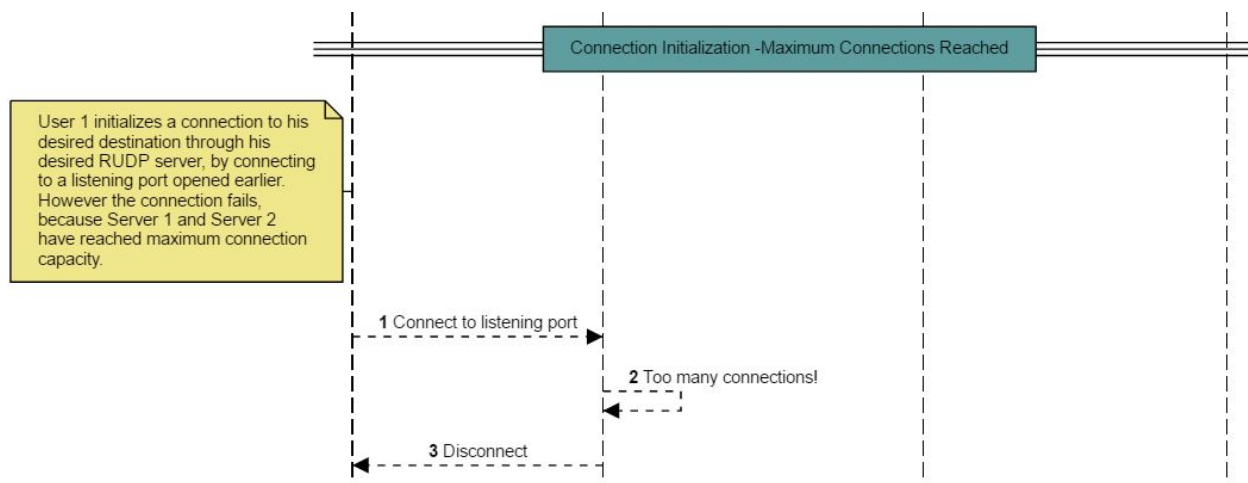 Connection Initialization -Maximum Connections Reached
User 1 initializes a connection to his
desired destination through his
desired RUDP server, by connecting
to a listening port opened earlier.
However the connection fails,
because Server 1 and Server 2
have reached maximum connection
capacity.
1 Connect to listening port
2 Too many connections!
3 Disconnect